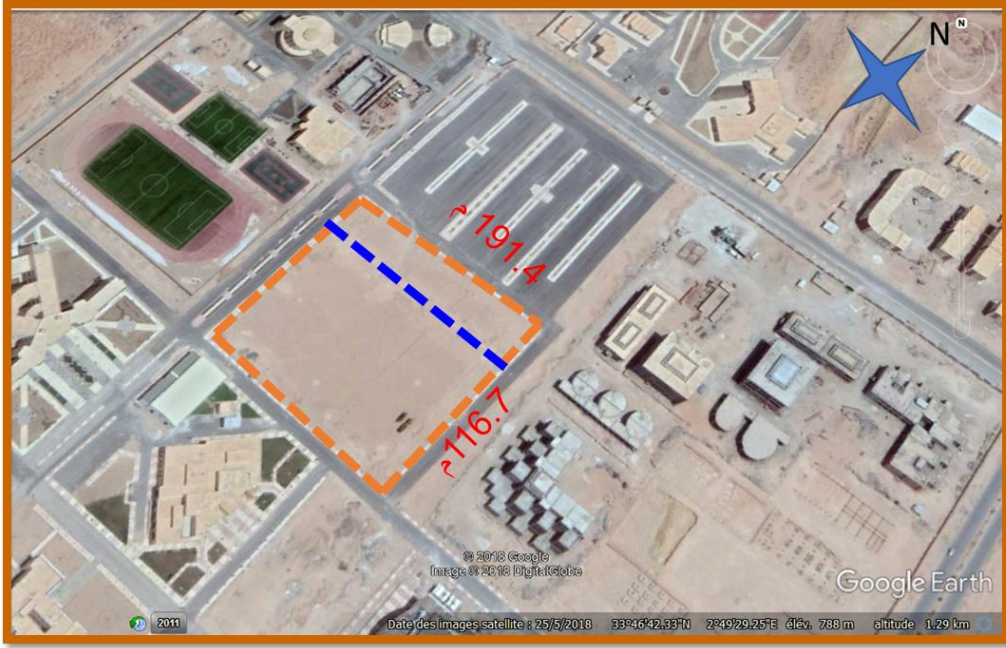 N
N
م 191.4
م 116.7
© 2018 Google
Image © 2018 DigitalGlobe
Google Earth
2011
Date des images satellite : 25/5/2018 33°46'42.33"N 2°49'29.25"E élév. 788 m altitude 1.29 km